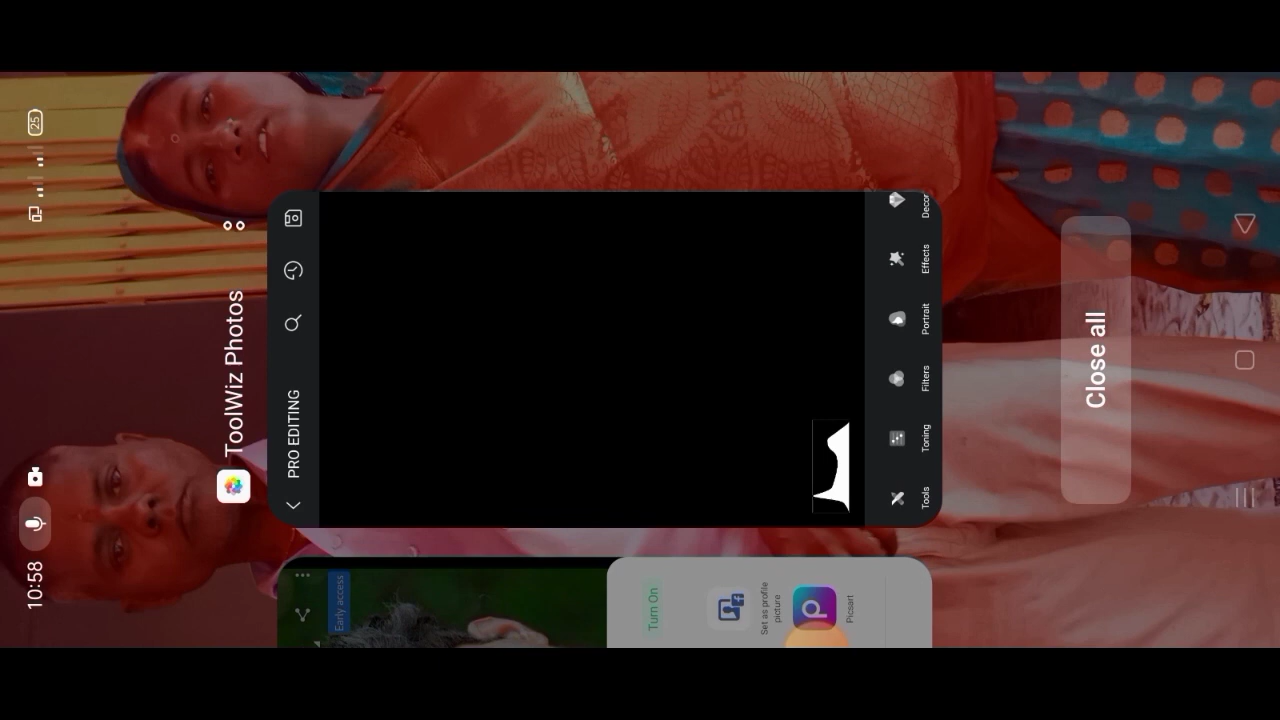 10:58
25
ToolWiz Photos
PRO EDITING
Tools
Toning
Filters
Portrait
Effects
Decor
Early access
Turn On
Set as profile
picture
Picsart
Close all